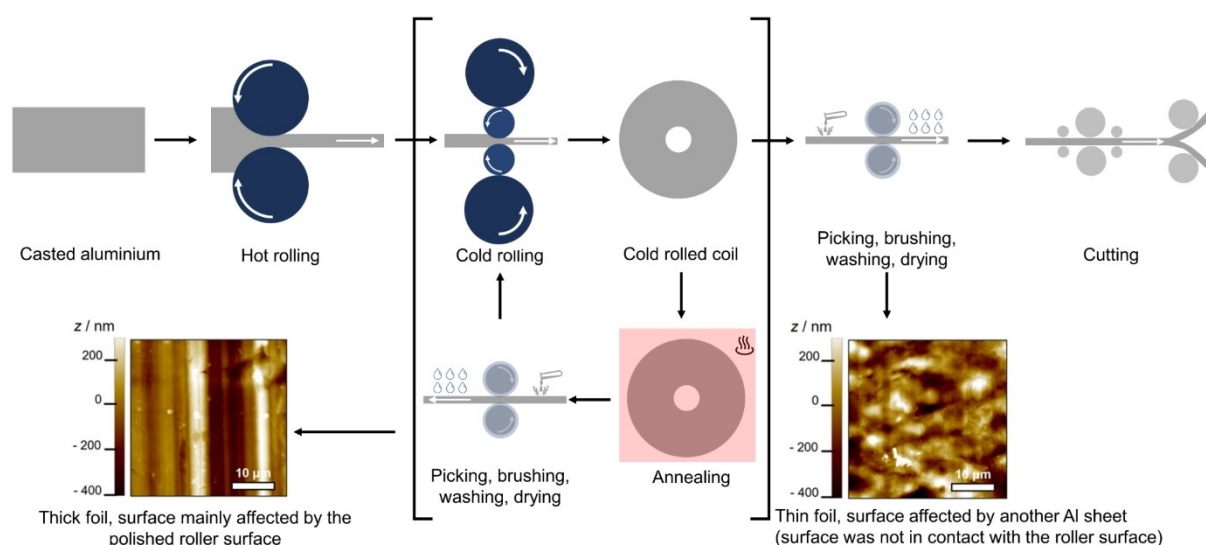 Casted aluminium
Hot rolling
Cold rolling
Cold rolled coil
Picking, brushing,
washing, drying
Cutting
z / nm
200
0
- 200
- 400
10 µm
Thick foil, surface mainly affected by the
polished roller surface
Picking, brushing,
washing, drying
Annealing
z / nm
200
0
- 200
- 400
10 µm
Thin foil, surface affected by another Al sheet
(surface was not in contact with the roller surface)